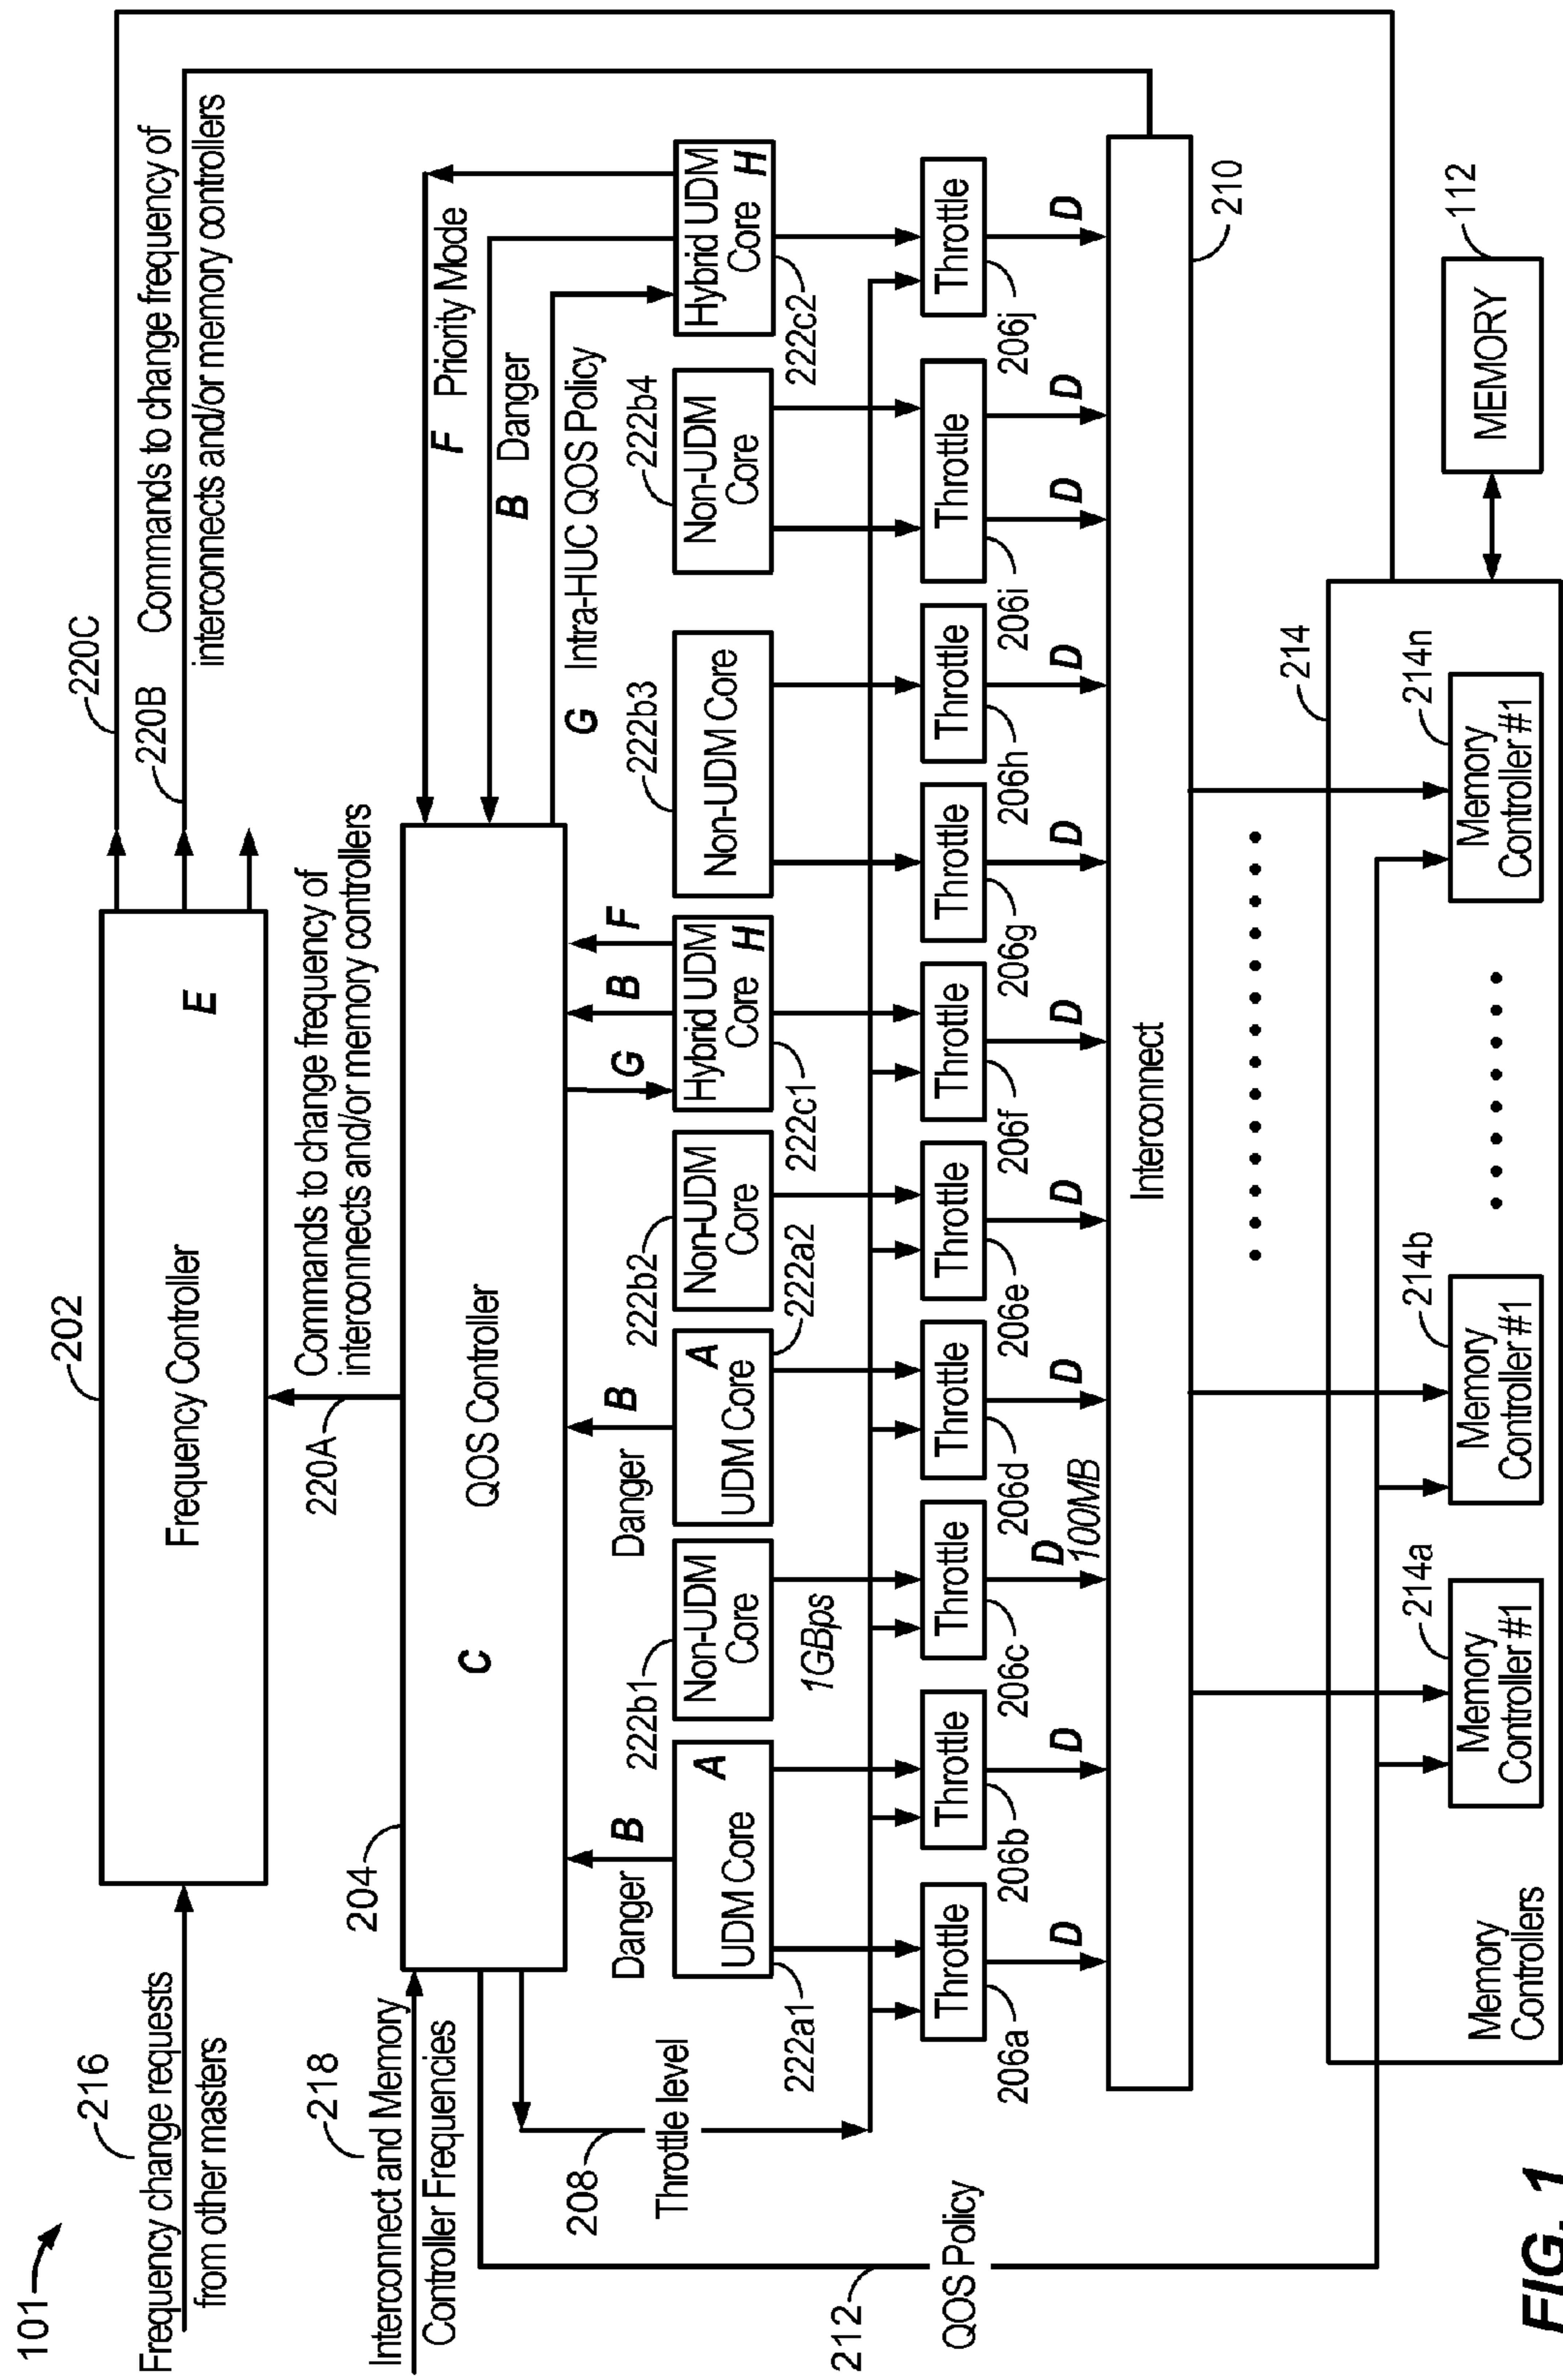 101
216
Frequency change requests
from other masters
202
Frequency Controller
E
220C
220B
Commands to change frequency of
interconnects and/or memory controllers
218
Interconnect and Memory
Controller Frequencies
204
220A
Commands to change frequency of
interconnects and/or memory controllers
QOS Controller
C
F
Priority Mode
B
Danger
G
Intra-HUC QOS Policy
208
Throttle level
212
QOS Policy
Danger
B
Danger
B
G
B
F
222a1
UDM Core
A
222b1
Non-UDM
Core
UDM Core
A
222a2
222b2
Non-UDM
Core
222c1
Hybrid UDM
Core
H
222b3
Non-UDM Core
222b4
Non-UDM
Core
222c2
Hybrid UDM
Core
H
1GBps
Throttle
Throttle
Throttle
Throttle
Throttle
Throttle
Throttle
Throttle
Throttle
Throttle
206a
206b
206c
206d
206e
206f
206g
206h
206i
206j
D
D
D
100MB
D
D
D
D
D
D
D
D
Interconnect
210
214
Memory
Controllers
214a
Memory
Controller #1
214b
Memory
Controller #1
214n
Memory
Controller #1
MEMORY
112
FIG. 1